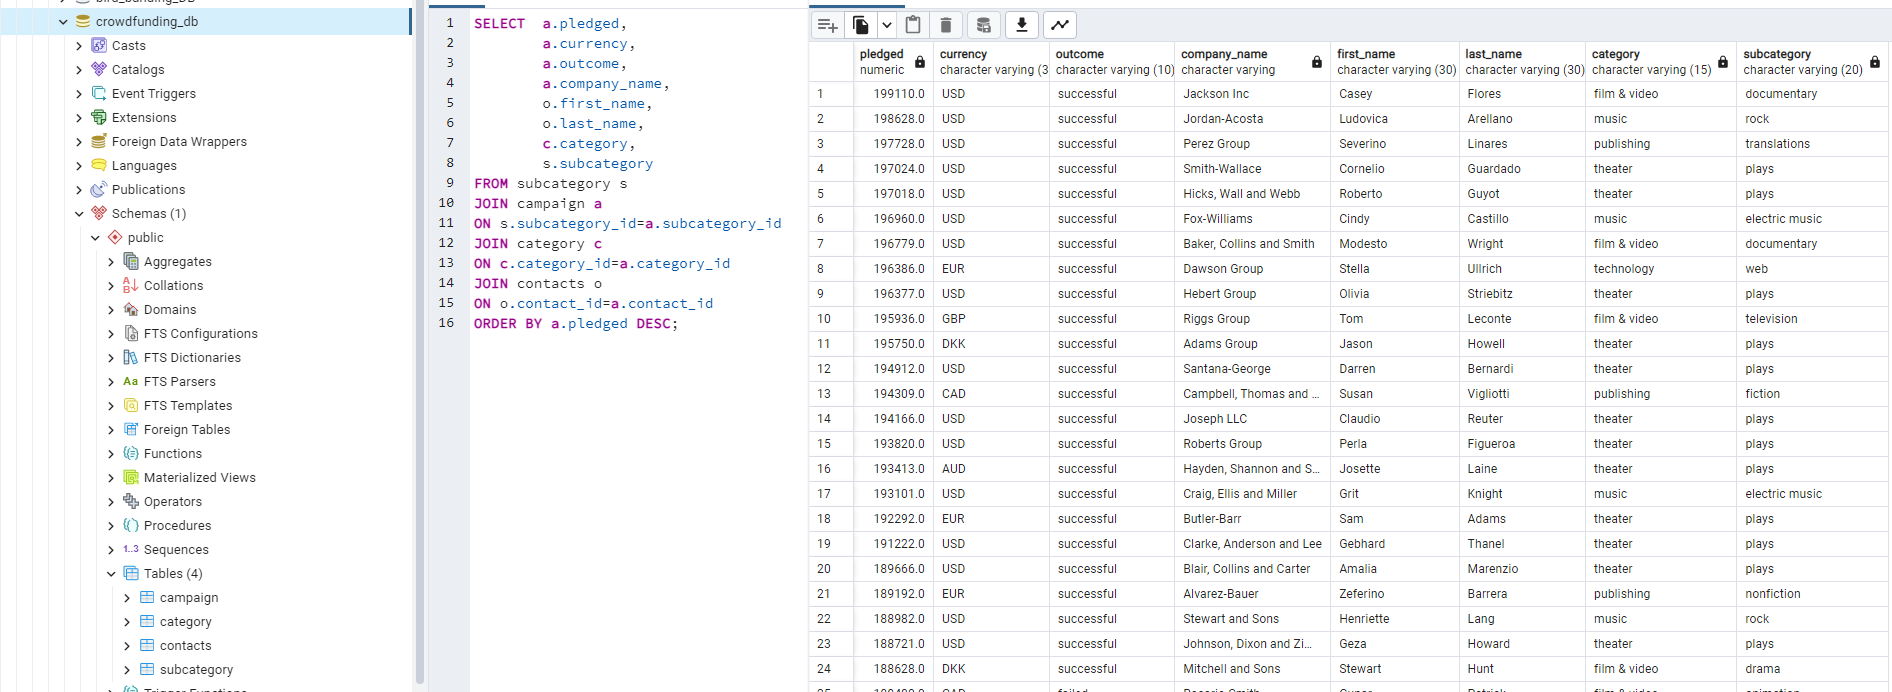 bird_banding_DB
crowdfunding_db
Casts
Catalogs
Event Triggers
Extensions
Foreign Data Wrappers
Languages
Publications
Schemas (1)
public
Aggregates
Collations
Domains
FTS Configurations
FTS Dictionaries
Aa FTS Parsers
FTS Templates
Foreign Tables
Functions
Materialized Views
Operators
Procedures
1..3 Sequences
Tables (4)
campaign
category
contacts
subcategory
Trigger Functions
1 SELECT a.pledged,
2 a.currency,
3 a.outcome,
4 a.company_name,
5 o.first_name,
6 o.last_name,
7 c.category,
8 s.subcategory
9 FROM subcategory s
10 JOIN campaign a
11 ON s.subcategory_id=a.subcategory_id
12 JOIN category c
13 ON c.category_id=a.category_id
14 JOIN contacts o
15 ON o.contact_id=a.contact_id
16 ORDER BY a.pledged DESC;
pledged currency outcome company_name first_name last_name category subcategory
numeric character varying (3 character varying (10) character varying character varying (30) character varying (30) character varying (15) character varying (20)
1 199110.0 USD successful Jackson Inc Casey Flores film & video documentary
2 198628.0 USD successful Jordan-Acosta Ludovica Arellano music rock
3 197728.0 USD successful Perez Group Severino Linares publishing translations
4 197024.0 USD successful Smith-Wallace Cornelio Guardado theater plays
5 197018.0 USD successful Hicks, Wall and Webb Roberto Guyot theater plays
6 196960.0 USD successful Fox-Williams Cindy Castillo music electric music
7 196779.0 USD successful Baker, Collins and Smith Modesto Wright film & video documentary
8 196386.0 EUR successful Dawson Group Stella Ullrich technology web
9 196377.0 USD successful Hebert Group Olivia Striebitz theater plays
10 195936.0 GBP successful Riggs Group Tom Leconte film & video television
11 195750.0 DKK successful Adams Group Jason Howell theater plays
12 194912.0 USD successful Santana-George Darren Bernardi theater plays
13 194309.0 CAD successful Campbell, Thomas and ... Susan Vigliotti publishing fiction
14 194166.0 USD successful Joseph LLC Claudio Reuter theater plays
15 193820.0 USD successful Roberts Group Perla Figueroa theater plays
16 193413.0 AUD successful Hayden, Shannon and S... Josette Laine theater plays
17 193101.0 USD successful Craig, Ellis and Miller Grit Knight music electric music
18 192292.0 EUR successful Butler-Barr Sam Adams theater plays
19 191222.0 USD successful Clarke, Anderson and Lee Gebhard Thanel theater plays
20 189666.0 USD successful Blair, Collins and Carter Amalia Marenzio theater plays
21 189192.0 EUR successful Alvarez-Bauer Zeferino Barrera publishing nonfiction
22 188982.0 USD successful Stewart and Sons Henriette Lang music rock
23 188721.0 USD successful Johnson, Dixon and Zi... Geza Howard theater plays
24 188628.0 DKK successful Mitchell and Sons Stewart Hunt film & video drama